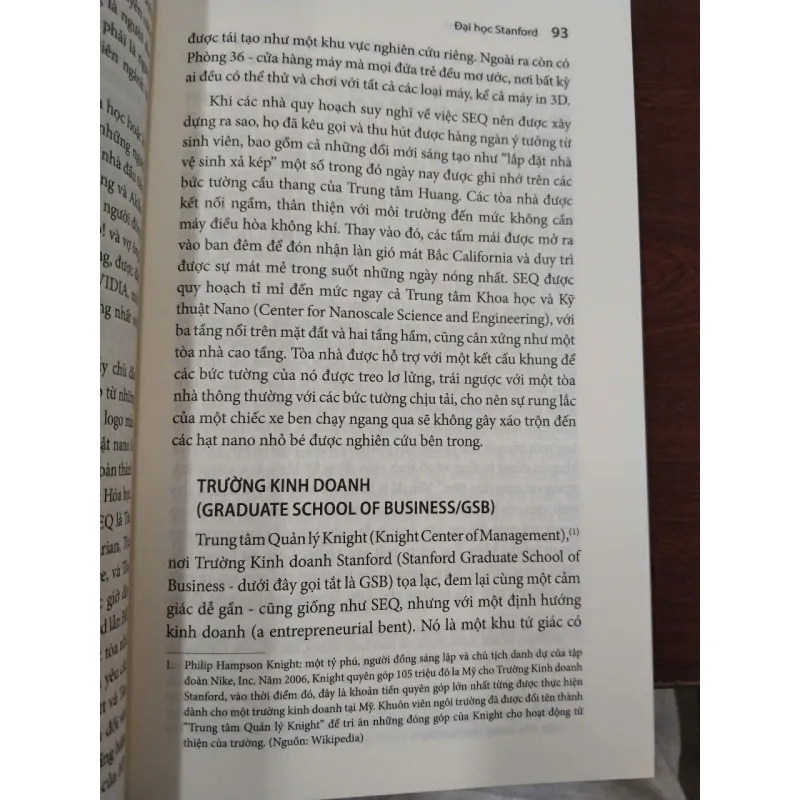 Đại học Stanford 93
được tái tạo như một khu vực nghiên cứu riêng. Ngoài ra còn có
Phòng 36 - cửa hàng máy mà mọi đứa trẻ đều mơ ước, nơi bất kỳ
ai đều có thể thử và chơi với tất cả các loại máy, kể cả máy in 3D.
Khi các nhà quy hoạch suy nghĩ về việc SEQ nên được xây
dựng ra sao, họ đã kêu gọi và thu hút được hàng ngàn ý tưởng từ
sinh viên, bao gồm cả những đổi mới sáng tạo như "lắp đặt nhà
vệ sinh xả kép" một số trong đó ngày nay được ghi nhớ trên các
bức tường cầu thang của Trung tâm Huang. Các tòa nhà được
kết nối ngầm, thân thiện với môi trường đến mức không cần
máy điều hòa không khí. Thay vào đó, các tấm mái được mở ra
vào ban đêm để đón nhận làn gió mát Bắc California và duy trì
được sự mát mẻ trong suốt những ngày nóng nhất. SEQ được
quy hoạch tỉ mỉ đến mức ngay cả Trung tâm Khoa học và Kỹ
thuật Nano (Center for Nanoscale Science and Engineering), với
ba tầng nổi trên mặt đất và hai tầng hầm, cũng cân xứng như một
tòa nhà cao tầng. Tòa nhà được hỗ trợ với một kết cấu khung để
các bức tường của nó được treo lơ lửng, trái ngược với một tòa
nhà thông thường với các bức tường chịu tải, cho nên sự rung lắc
của một chiếc xe ben chạy ngang qua sẽ không gây xáo trộn đến
các hạt nano nhỏ bé được nghiên cứu bên trong.
TRƯỜNG KINH DOANH
(GRADUATE SCHOOL OF BUSINESS/GSB)
Trung tâm Quản lý Knight (Knight Center of Management),(1)
nơi Trường Kinh doanh Stanford (Stanford Graduate School of
Business - dưới đây gọi tắt là GSB) tọa lạc, đem lại cùng một cảm
giác dễ gần - cũng giống như SEQ, nhưng với một định hướng
kinh doanh (a entrepreneurial bent). Nó là một khu tứ giác có
1. Philip Hampson Knight: một tỷ phú, người đồng sáng lập và chủ tịch danh dự của tập
đoàn Nike, Inc. Năm 2006, Knight quyên góp 105 triệu đô la Mỹ cho Trường Kinh doanh
Stanford, vào thời điểm đó, đây là khoản tiền quyên góp lớn nhất từng được thực hiện
dành cho một trường kinh doanh tại Mỹ. Khuôn viên ngôi trường đã được đổi tên thành
"Trung tâm Quản lý Knight" để tri ân những đóng góp của Knight cho hoạt động từ
thiện của trường. (Nguồn: Wikipedia)